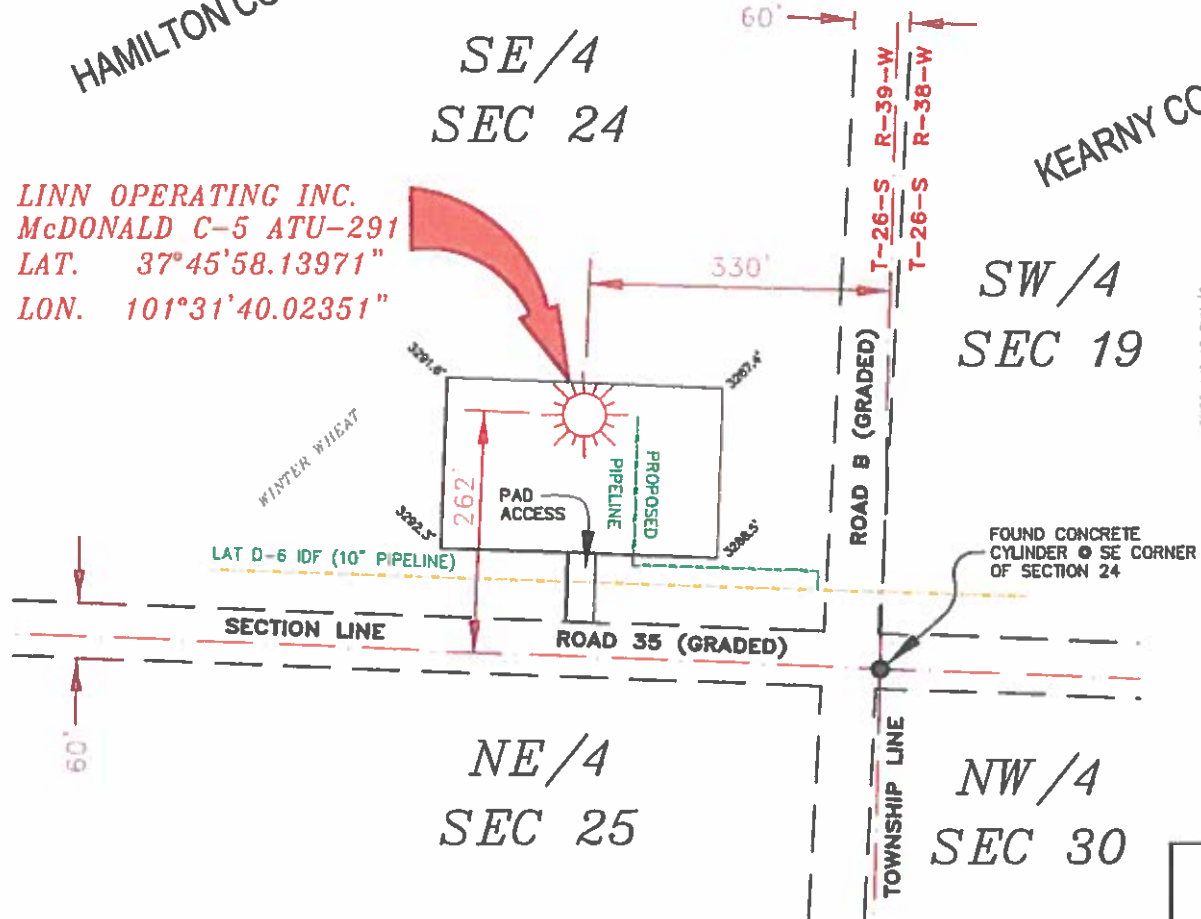 HAMILTON CO
SE/4
SEC 24
60'
T-26-S R-39-W
T-26-S R-38-W
KEARNY CO
LINN OPERATING INC.
McDONALD C-5 ATU-291
LAT. 37°45'58.13971"
LON. 101°31'40.02351"
330'
SW/4
SEC 19
3291.6'
3287.4'
WINTER WHEAT
262'
PROPOSED
PIPELINE
PAD
ACCESS
ROAD B (GRADED)
3292.3'
LAT D-6 IDF (10" PIPELINE)
FOUND CONCRETE
CYLINDER @ SE CORNER
OF SECTION 24
SECTION LINE
ROAD 35 (GRADED)
60'
NE/4
SEC 25
TOWNSHIP LINE
NW/4
SEC 30